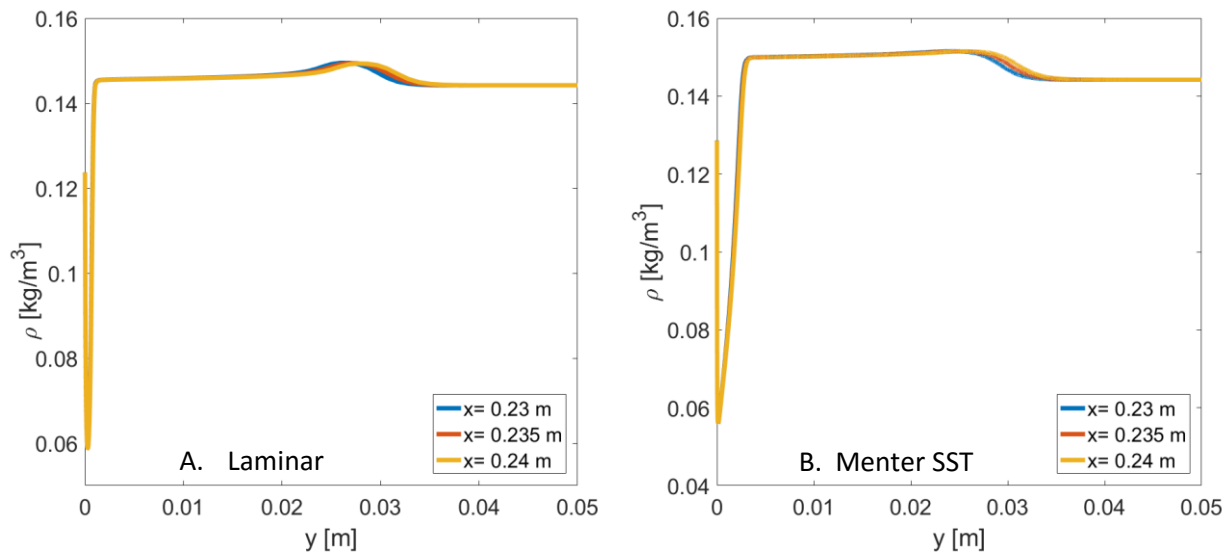 0.16
0.14
0.12
0.1
0.08
0.06
ρ [kg/m³]
x= 0.23 m
x= 0.235 m
x= 0.24 m
A. Laminar
0 0.01 0.02 0.03 0.04 0.05
y [m]
0.16
0.14
0.12
0.1
0.08
0.06
0.04
ρ [kg/m³]
x= 0.23 m
x= 0.235 m
x= 0.24 m
B. Menter SST
0 0.01 0.02 0.03 0.04 0.05
y [m]